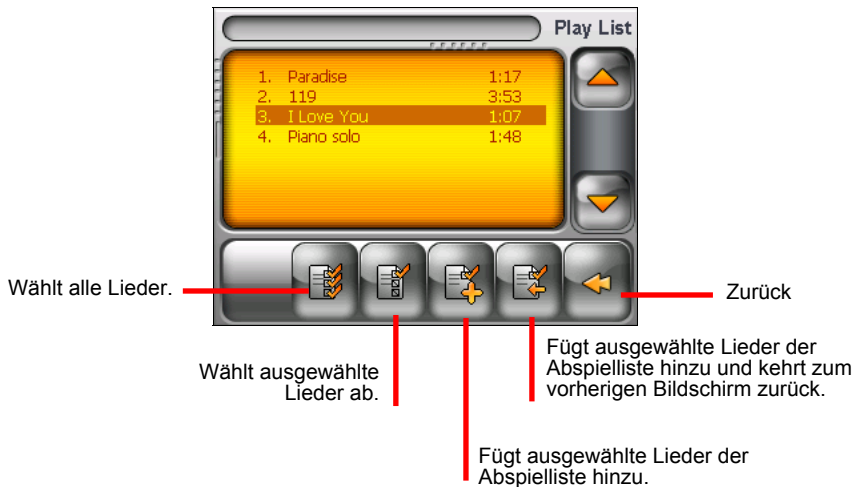 Play List
1. Paradise 1:17
2. 119 3:53
3. I Love You 1:07
4. Piano solo 1:48
Wählt alle Lieder.
Zurück
Wählt ausgewählte
Lieder ab.
Fügt ausgewählte Lieder der
Abspielliste hinzu und kehrt zum
vorherigen Bildschirm zurück.
Fügt ausgewählte Lieder der
Abspielliste hinzu.